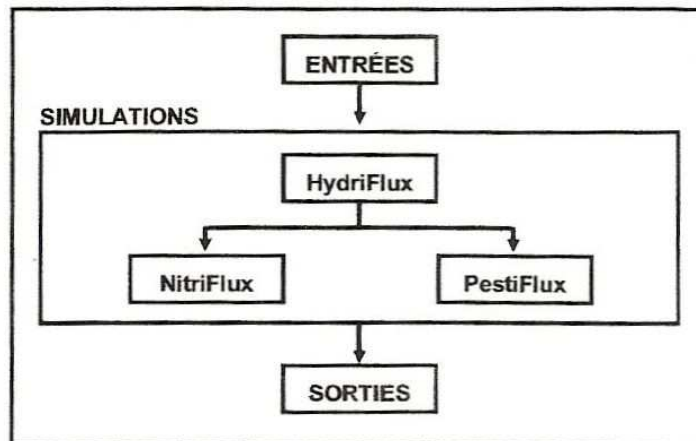 ENTRÉES
SIMULATIONS
HydriFlux
NitriFlux PestiFlux
SORTIES